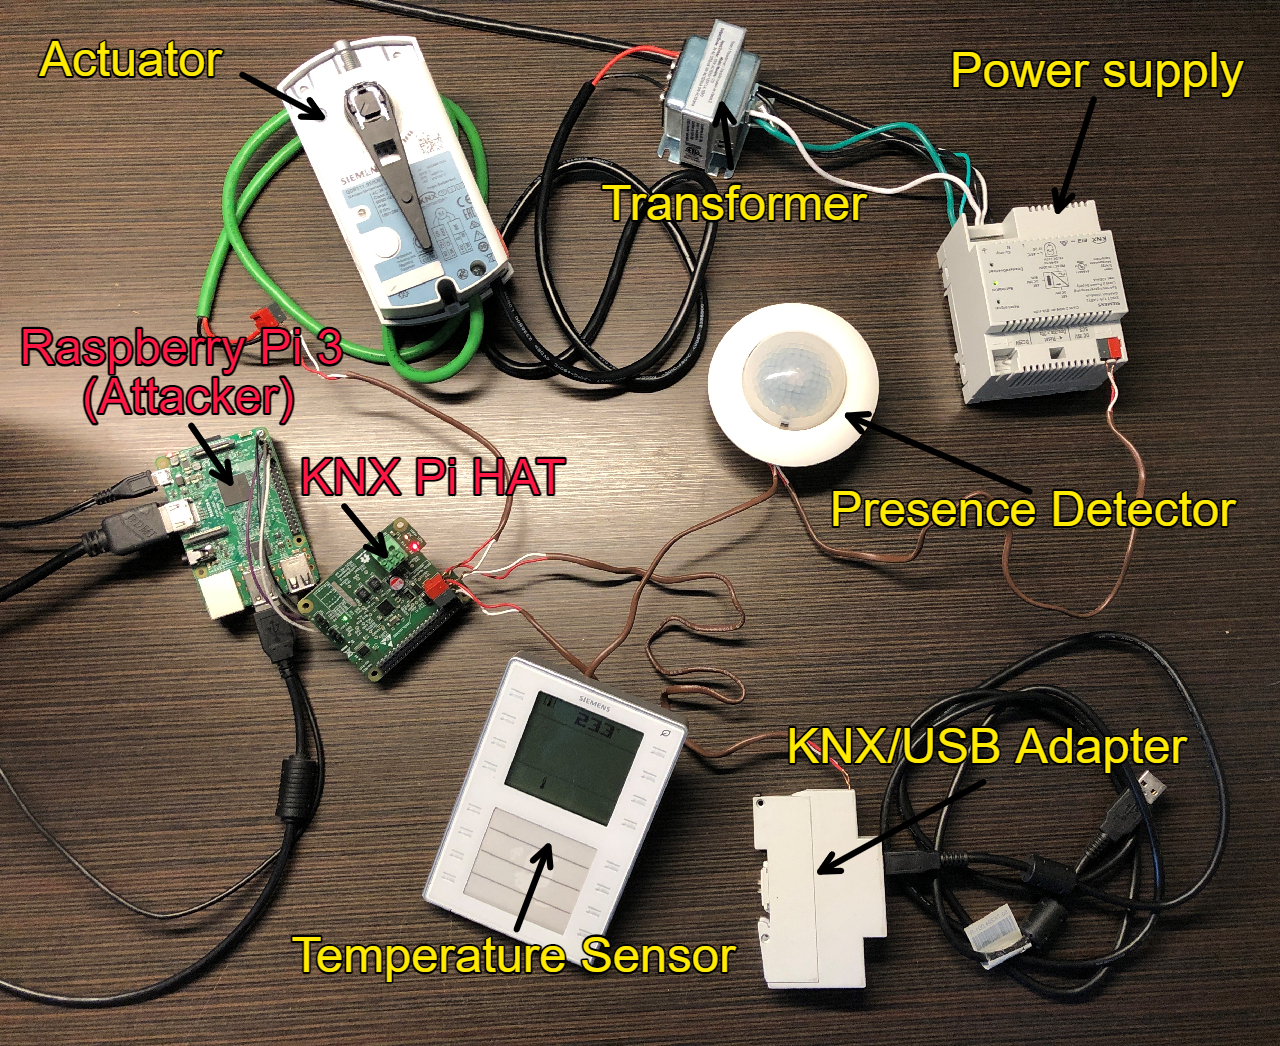 Actuator
Power supply
Transformer
SIEMENS
Raspberry Pi 3
(Attacker)
KNX Pi HAT
Presence Detector
SIEMENS
23.3
KNX/USB Adapter
Temperature Sensor